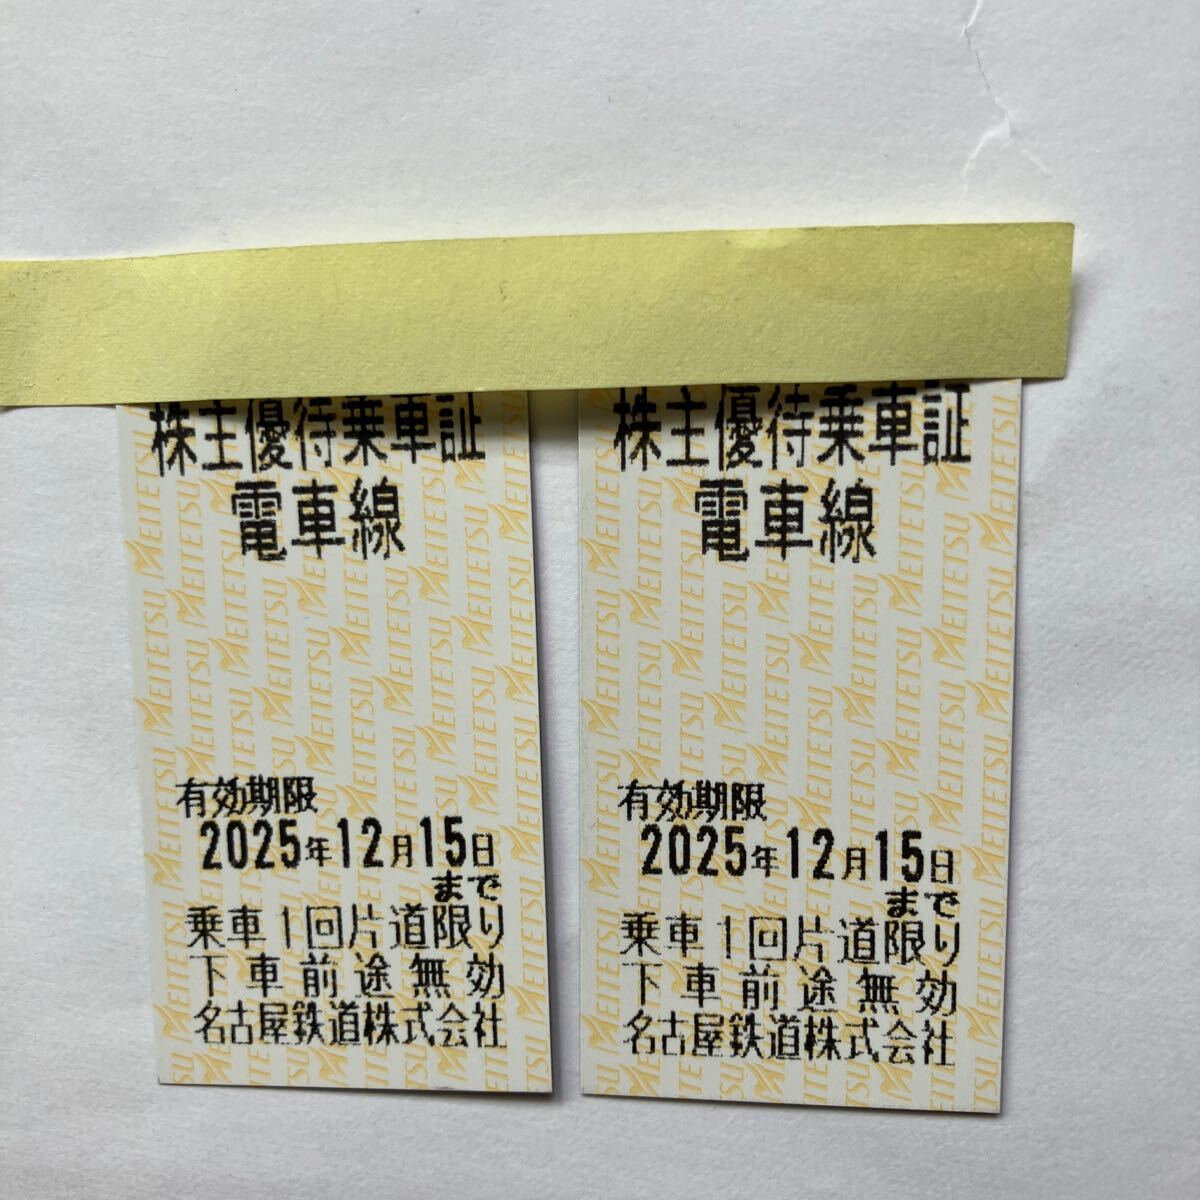 株主優待乗車証
電車線
有効期限
2025年12月15日
まで
乗車1回片道限り
下車前途無効
名古屋鉄道株式会社
株主優待乗車証
電車線
有効期限
2025年12月15日
まで
乗車1回片道限り
下車前途無効
名古屋鉄道株式会社
MEITETSU